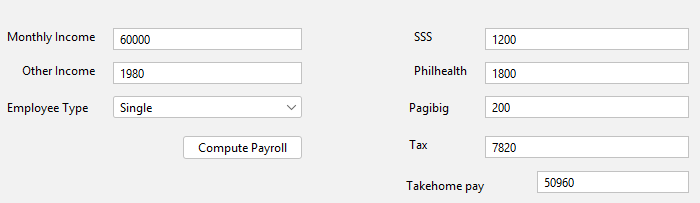 Monthly Income 60000 SSS 1200
Other Income 1980 Philhealth 1800
Employee Type Single Pagibig 200
Compute Payroll Tax 7820
Takehome pay 50960